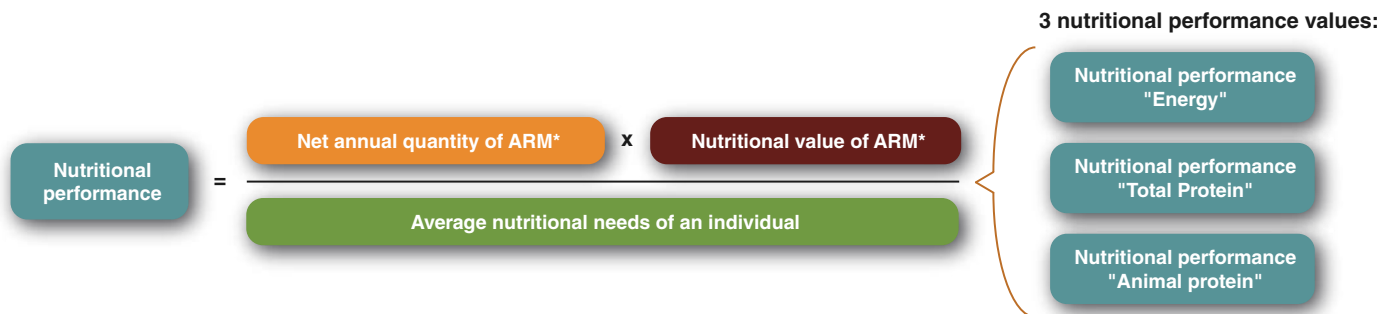 3 nutritional performance values:
Nutritional
performance
=
Net annual quantity of ARM*
x
Nutritional value of ARM*
Average nutritional needs of an individual
Nutritional performance
"Energy"
Nutritional performance
"Total Protein"
Nutritional performance
"Animal protein"